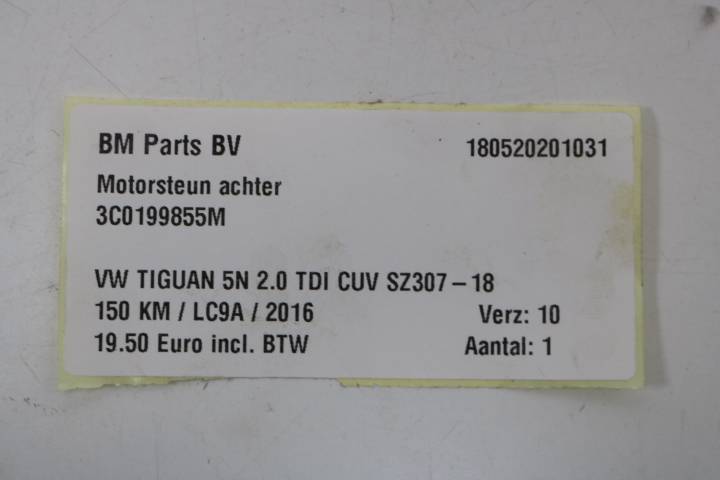 BM Parts BV 180520201031
Motorsteun achter
3C0199855M
VW TIGUAN 5N 2.0 TDI CUV SZ307-18
150 KM / LC9A / 2016 Verz: 10
19.50 Euro incl. BTW Aantal: 1